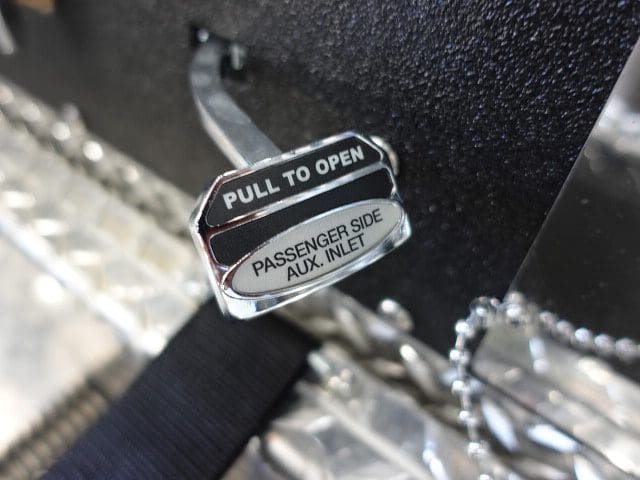 PULL TO OPEN
PASSENGER SIDE
AUX. INLET